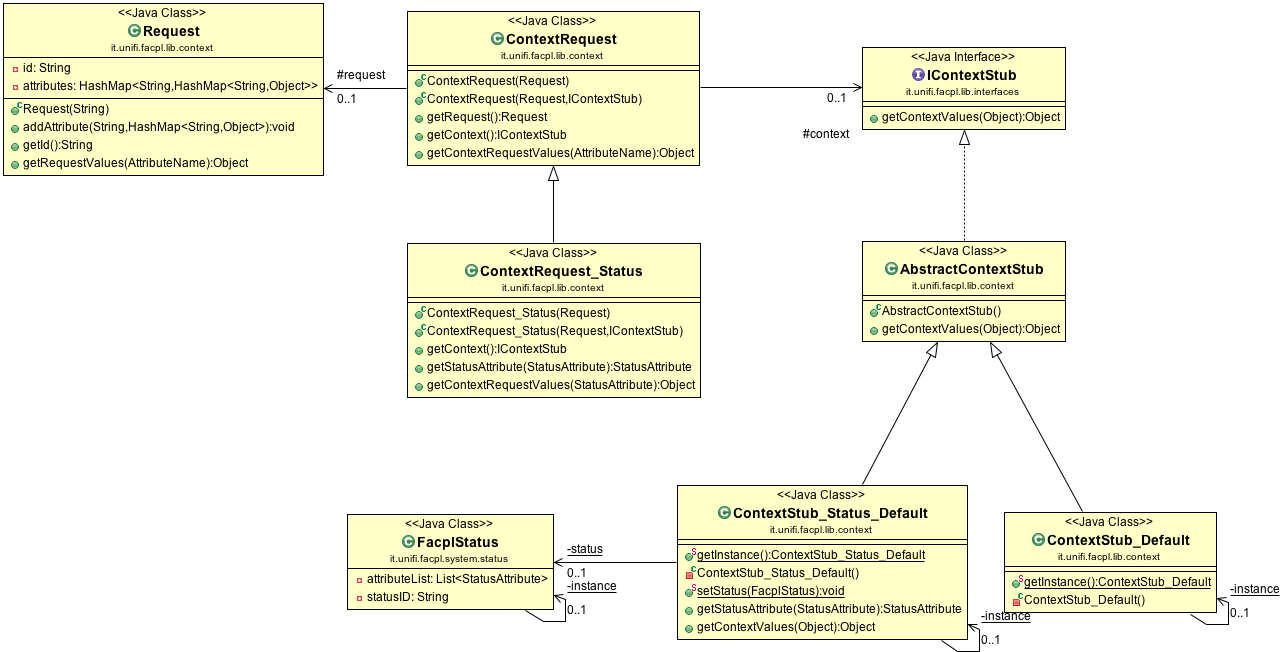 <<Java Class>>
Request
it.unifi.facpl.lib.context
id: String
attributes: HashMap<String,HashMap<String,Object>>
Request(String)
addAttribute(String,HashMap<String,Object>):void
getId():String
getRequestValues(AttributeName):Object
#request
0..1
<<Java Class>>
ContextRequest
it.unifi.facpl.lib.context
ContextRequest(Request)
ContextRequest(Request,IContextStub)
getRequest():Request
getContext():IContextStub
getContextRequestValues(AttributeName):Object
0..1
#context
<<Java Interface>>
IContextStub
it.unifi.facpl.lib.interfaces
getContextValues(Object):Object
<<Java Class>>
ContextRequest_Status
it.unifi.facpl.lib.context
ContextRequest_Status(Request)
ContextRequest_Status(Request,IContextStub)
getContext():IContextStub
getStatusAttribute(StatusAttribute):StatusAttribute
getContextRequestValues(StatusAttribute):Object
<<Java Class>>
AbstractContextStub
it.unifi.facpl.lib.context
AbstractContextStub()
getContextValues(Object):Object
<<Java Class>>
FacplStatus
it.unifi.facpl.system.status
attributeList: List<StatusAttribute>
statusID: String
-status
0..1
-instance
0..1
<<Java Class>>
ContextStub_Status_Default
it.unifi.facpl.lib.context
getInstance():ContextStub_Status_Default
ContextStub_Status_Default()
setStatus(FacplStatus):void
getStatusAttribute(StatusAttribute):StatusAttribute
getContextValues(Object):Object
-instance
0..1
<<Java Class>>
ContextStub_Default
it.unifi.facpl.lib.context
getInstance():ContextStub_Default
ContextStub_Default()
-instance
0..1